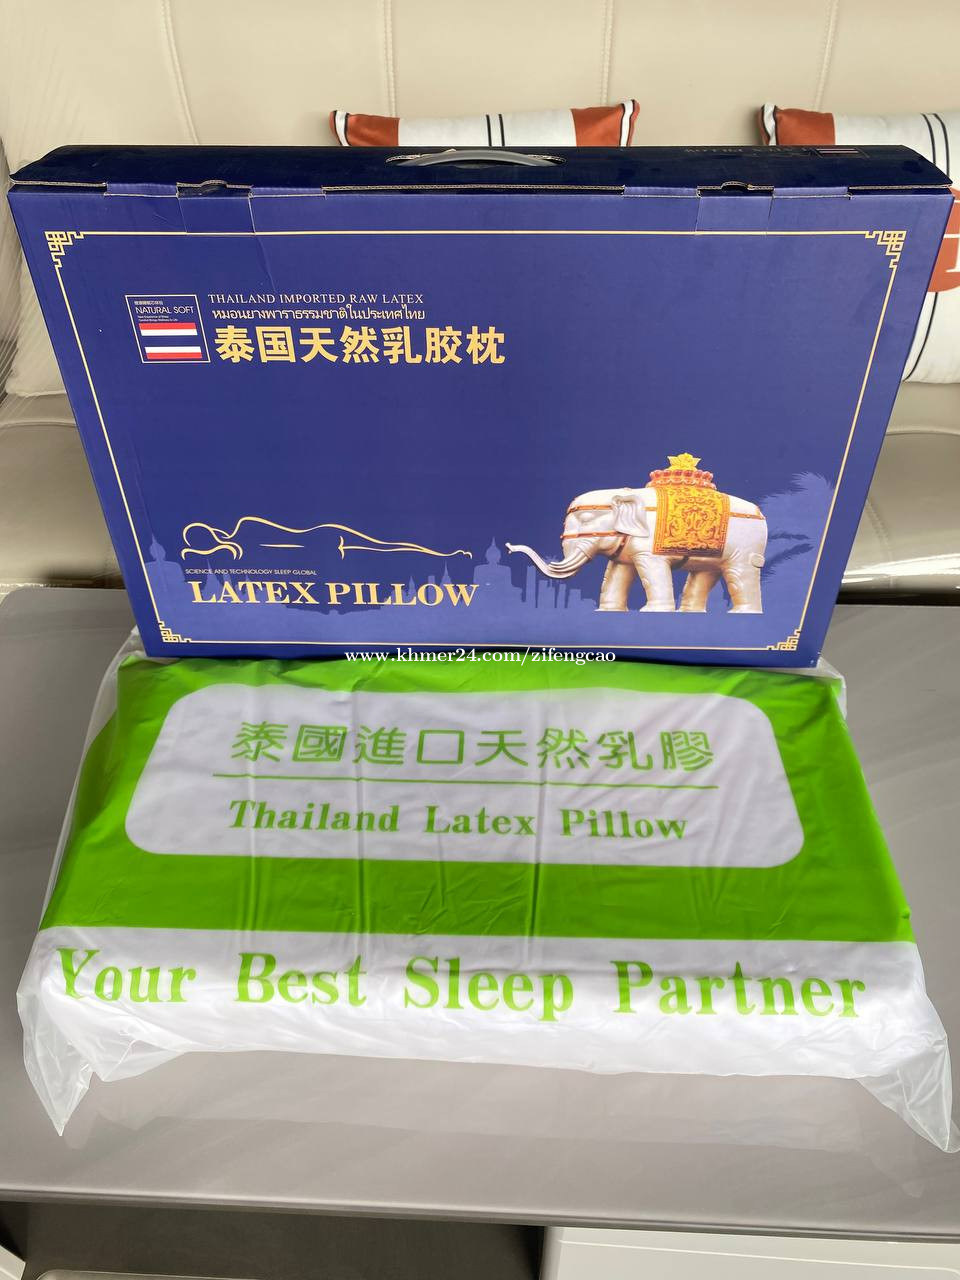 THAILAND IMPORTED RAW LATEX
NATURAL SOFT
หมอนยางพาราธรรมชาติในประเทศไทย
泰国天然乳胶枕
SCIENCE AND TECHNOLOGY SLEEP GLOBAL
LATEX PILLOW
www.khmer24.com/zifengcao
泰國進口天然乳膠
Thailand Latex Pillow
Your Best Sleep Partner